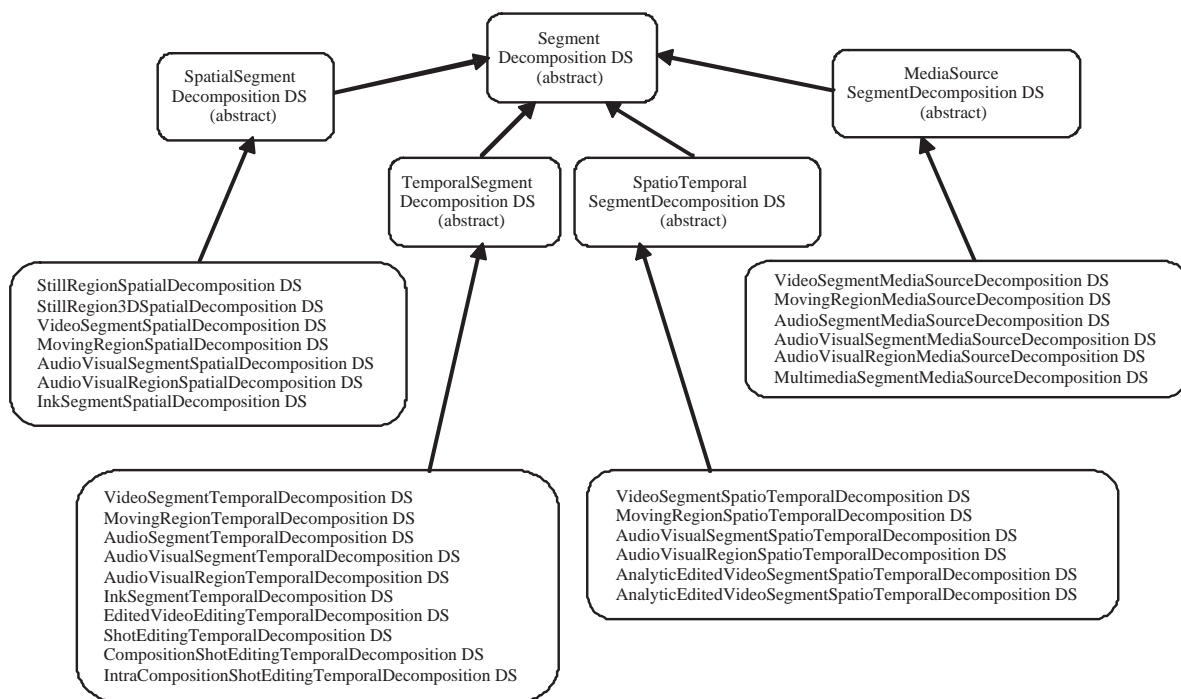 Segment
Decomposition DS
(abstract)
SpatialSegment
Decomposition DS
(abstract)
MediaSource
SegmentDecomposition DS
(abstract)
TemporalSegment
Decomposition DS
(abstract)
SpatioTemporal
SegmentDecomposition DS
(abstract)
StillRegionSpatialDecomposition DS
StillRegion3DSpatialDecomposition DS
VideoSegmentSpatialDecomposition DS
MovingRegionSpatialDecomposition DS
AudioVisualSegmentSpatialDecomposition DS
AudioVisualRegionSpatialDecomposition DS
InkSegmentSpatialDecomposition DS
VideoSegmentMediaSourceDecomposition DS
MovingRegionMediaSourceDecomposition DS
AudioSegmentMediaSourceDecomposition DS
AudioVisualSegmentMediaSourceDecomposition DS
AudioVisualRegionMediaSourceDecomposition DS
MultimediaSegmentMediaSourceDecomposition DS
VideoSegmentTemporalDecomposition DS
MovingRegionTemporalDecomposition DS
AudioSegmentTemporalDecomposition DS
AudioVisualSegmentTemporalDecomposition DS
AudioVisualRegionTemporalDecomposition DS
InkSegmentTemporalDecomposition DS
EditedVideoEditingTemporalDecomposition DS
ShotEditingTemporalDecomposition DS
CompositionShotEditingTemporalDecomposition DS
IntraCompositionShotEditingTemporalDecomposition DS
VideoSegmentSpatioTemporalDecomposition DS
MovingRegionSpatioTemporalDecomposition DS
AudioVisualSegmentSpatioTemporalDecomposition DS
AudioVisualRegionSpatioTemporalDecomposition DS
AnalyticEditedVideoSegmentSpatioTemporalDecomposition DS
AnalyticEditedVideoSegmentSpatioTemporalDecomposition DS